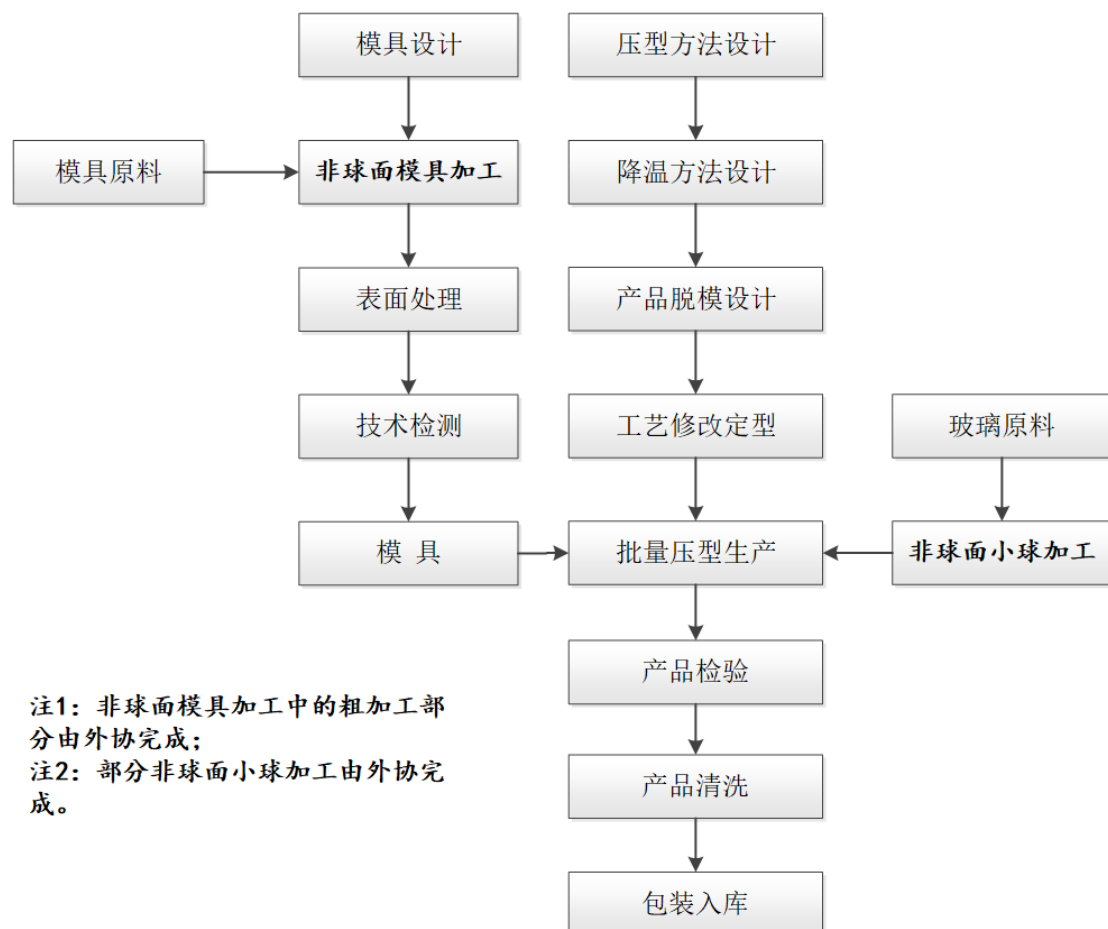 模具设计
压型方法设计
模具原料
非球面模具加工
降温方法设计
表面处理
产品脱模设计
技术检测
工艺修改定型
玻璃原料
模 具
批量压型生产
非球面小球加工
产品检验
注1：非球面模具加工中的粗加工部
分由外协完成；
注2：部分非球面小球加工由外协完
成。
产品清洗
包装入库